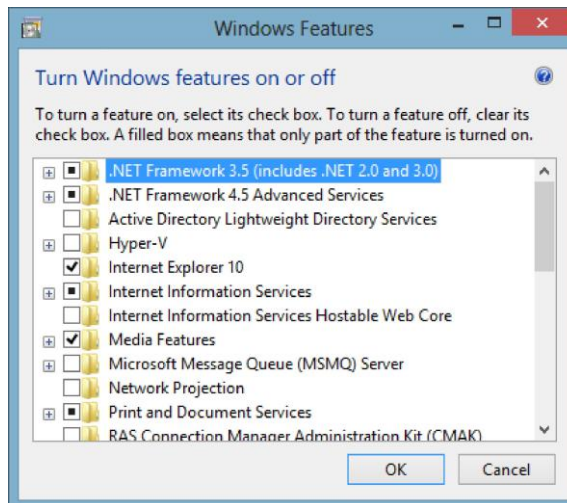 Windows Features
Turn Windows features on or off
To turn a feature on, select its check box. To turn a feature off, clear its
check box. A filled box means that only part of the feature is turned on.
.NET Framework 3.5 (includes .NET 2.0 and 3.0)
.NET Framework 4.5 Advanced Services
Active Directory Lightweight Directory Services
Hyper-V
Internet Explorer 10
Internet Information Services
Internet Information Services Hostable Web Core
Media Features
Microsoft Message Queue (MSMQ) Server
Network Projection
Print and Document Services
RAS Connection Manager Administration Kit (CMAK)
OK Cancel